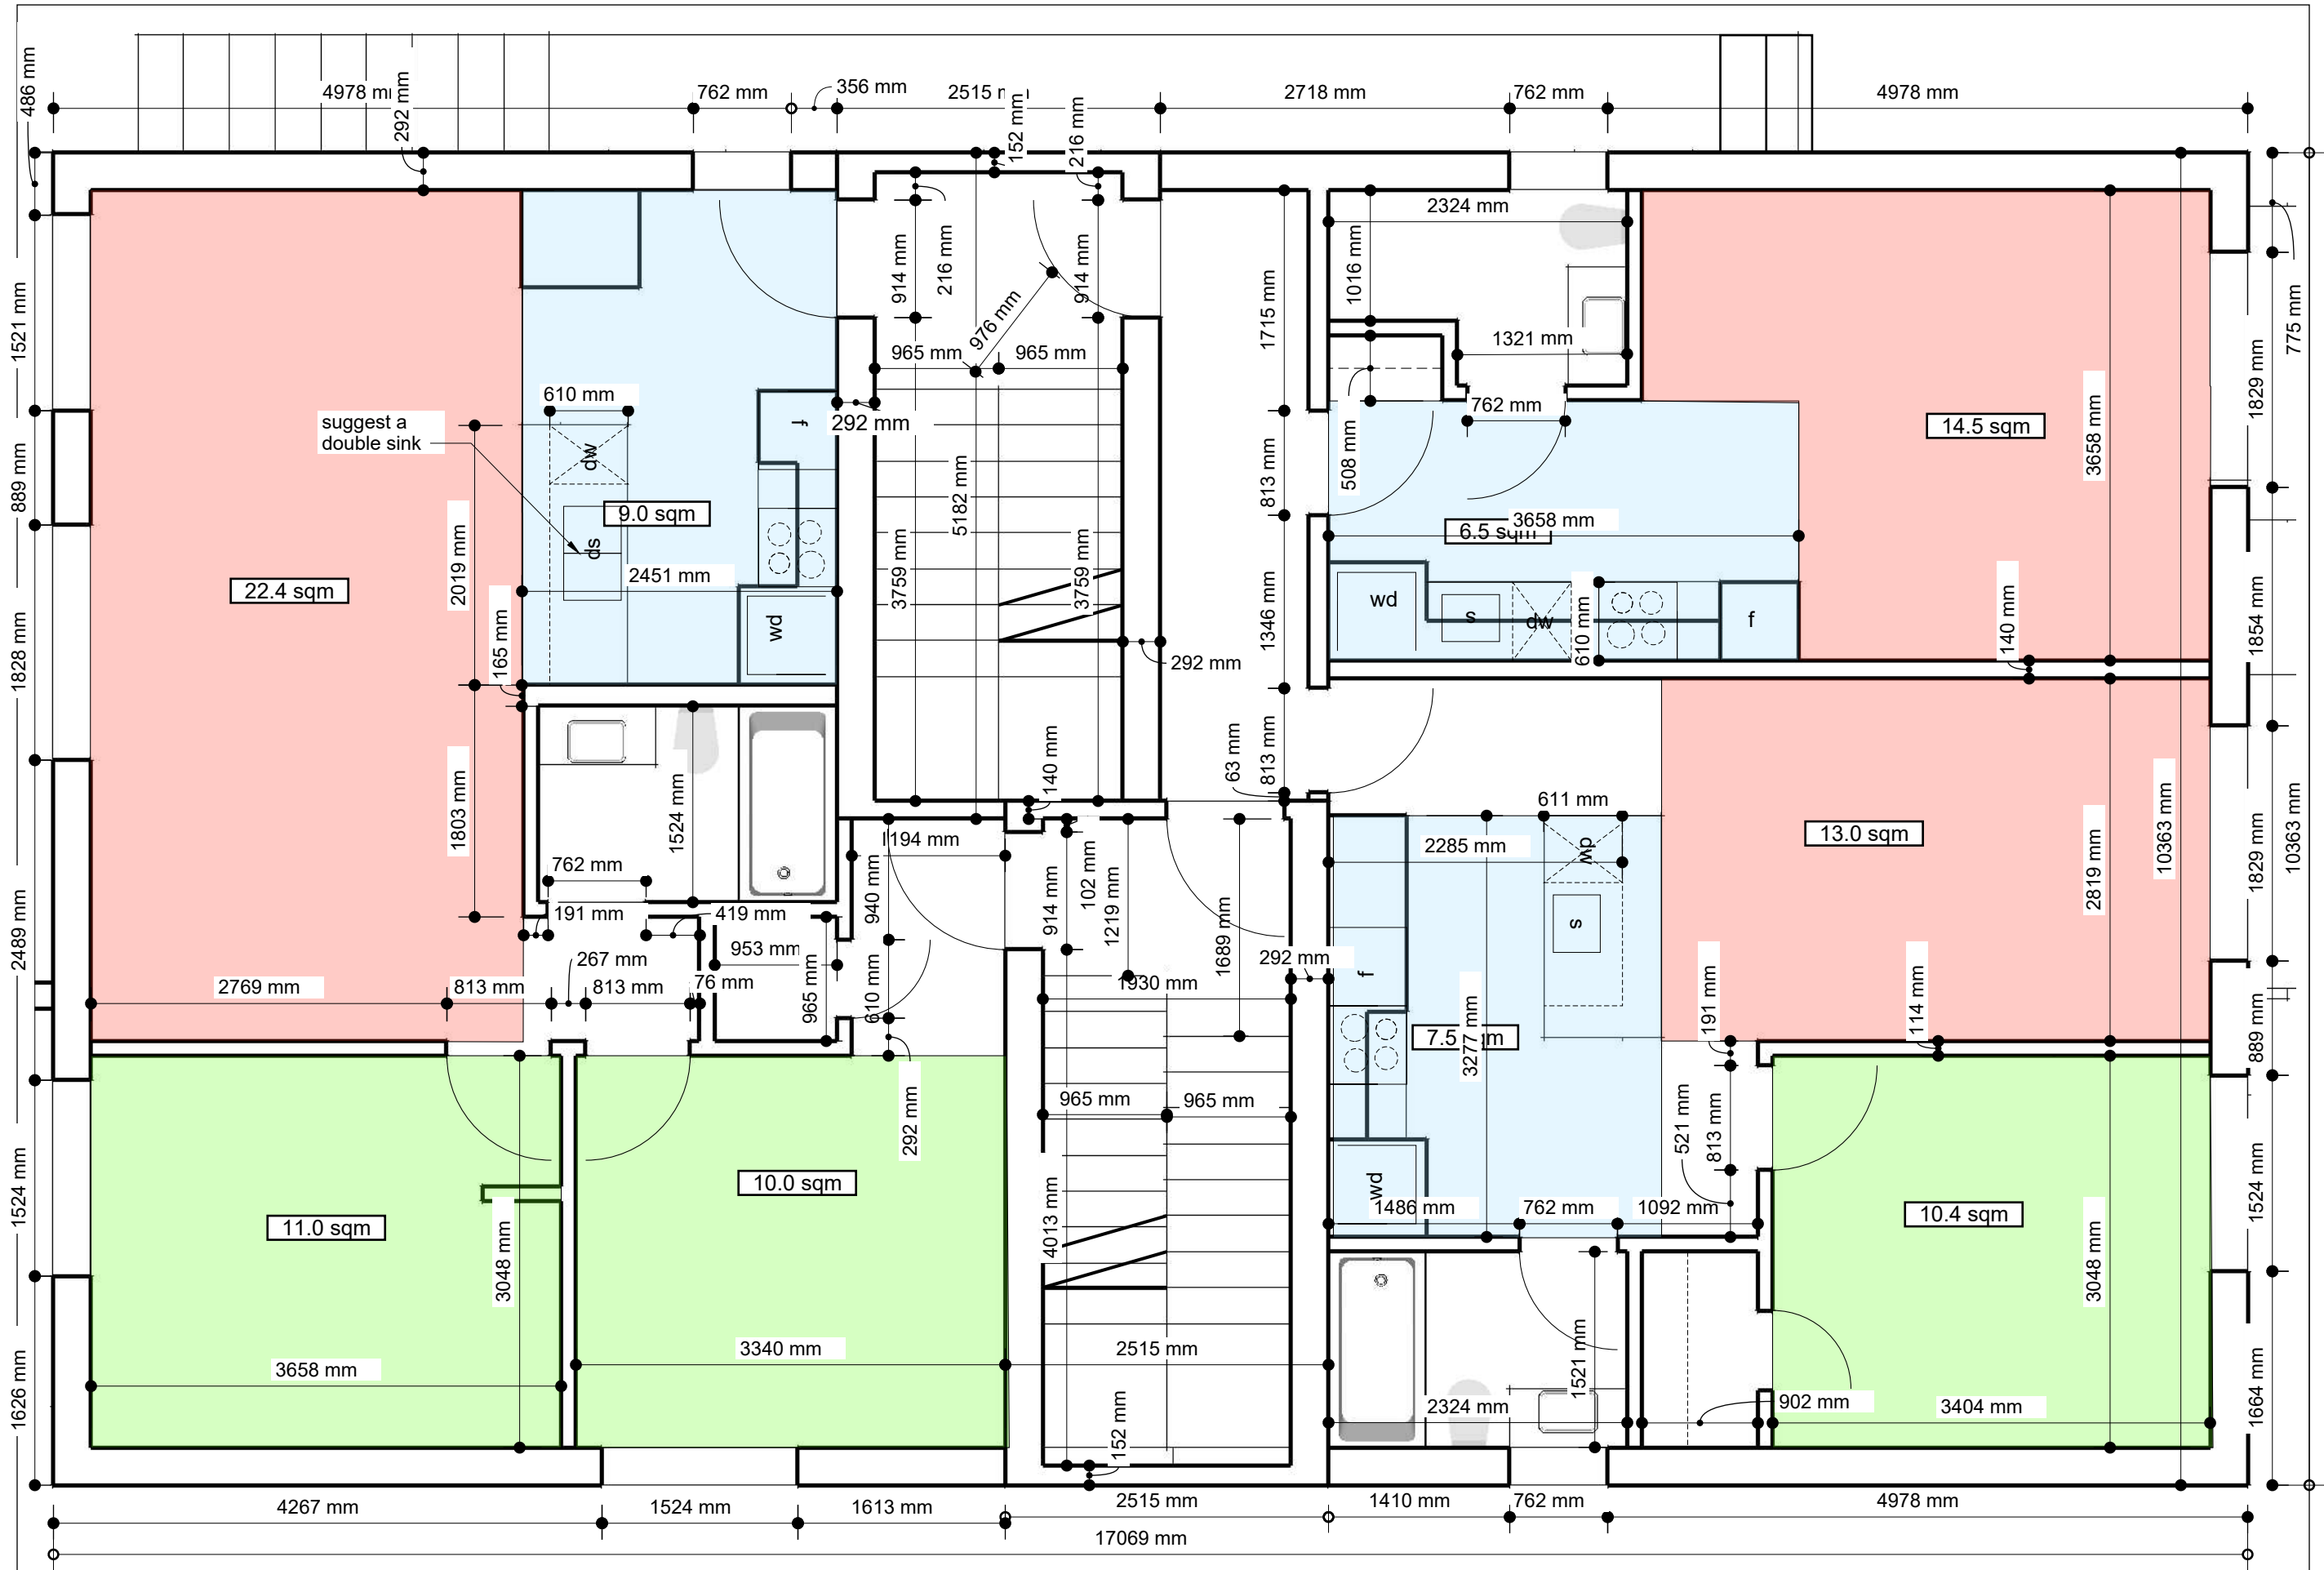 486 mm
4978 mm
292 mm
762 mm
356 mm
2515 mm
152 mm
216 mm
2718 mm
762 mm
4978 mm
775 mm
1521 mm
889 mm
1828 mm
2489 mm
1524 mm
1626 mm
914 mm
216 mm
914 mm
976 mm
965 mm
965 mm
292 mm
5182 mm
3759 mm
3759 mm
292 mm
610 mm
suggest a
double sink
dw
f
9.0 sqm
ds
2019 mm
2451 mm
22.4 sqm
165 mm
wd
1803 mm
1524 mm
762 mm
191 mm
419 mm
267 mm
953 mm
2769 mm
813 mm
813 mm
76 mm
965 mm
610 mm
940 mm
1194 mm
140 mm
914 mm
102 mm
1219 mm
1689 mm
63 mm
813 mm
292 mm
1930 mm
292 mm
965 mm
965 mm
4013 mm
1715 mm
813 mm
1346 mm
2324 mm
1016 mm
1321 mm
508 mm
762 mm
3658 mm
6.5 sqm
wd
s
dw
610 mm
f
14.5 sqm
3658 mm
1829 mm
140 mm
1854 mm
611 mm
2285 mm
dw
s
f
13.0 sqm
2819 mm
10363 mm
1829 mm
10363 mm
7.5 sqm
3277 mm
191 mm
114 mm
889 mm
521 mm
813 mm
wd
1486 mm
762 mm
1092 mm
10.4 sqm
3048 mm
1524 mm
11.0 sqm
3048 mm
10.0 sqm
3658 mm
3340 mm
2515 mm
152 mm
1521 mm
2324 mm
902 mm
3404 mm
1664 mm
4267 mm
1524 mm
1613 mm
2515 mm
1410 mm
762 mm
4978 mm
17069 mm